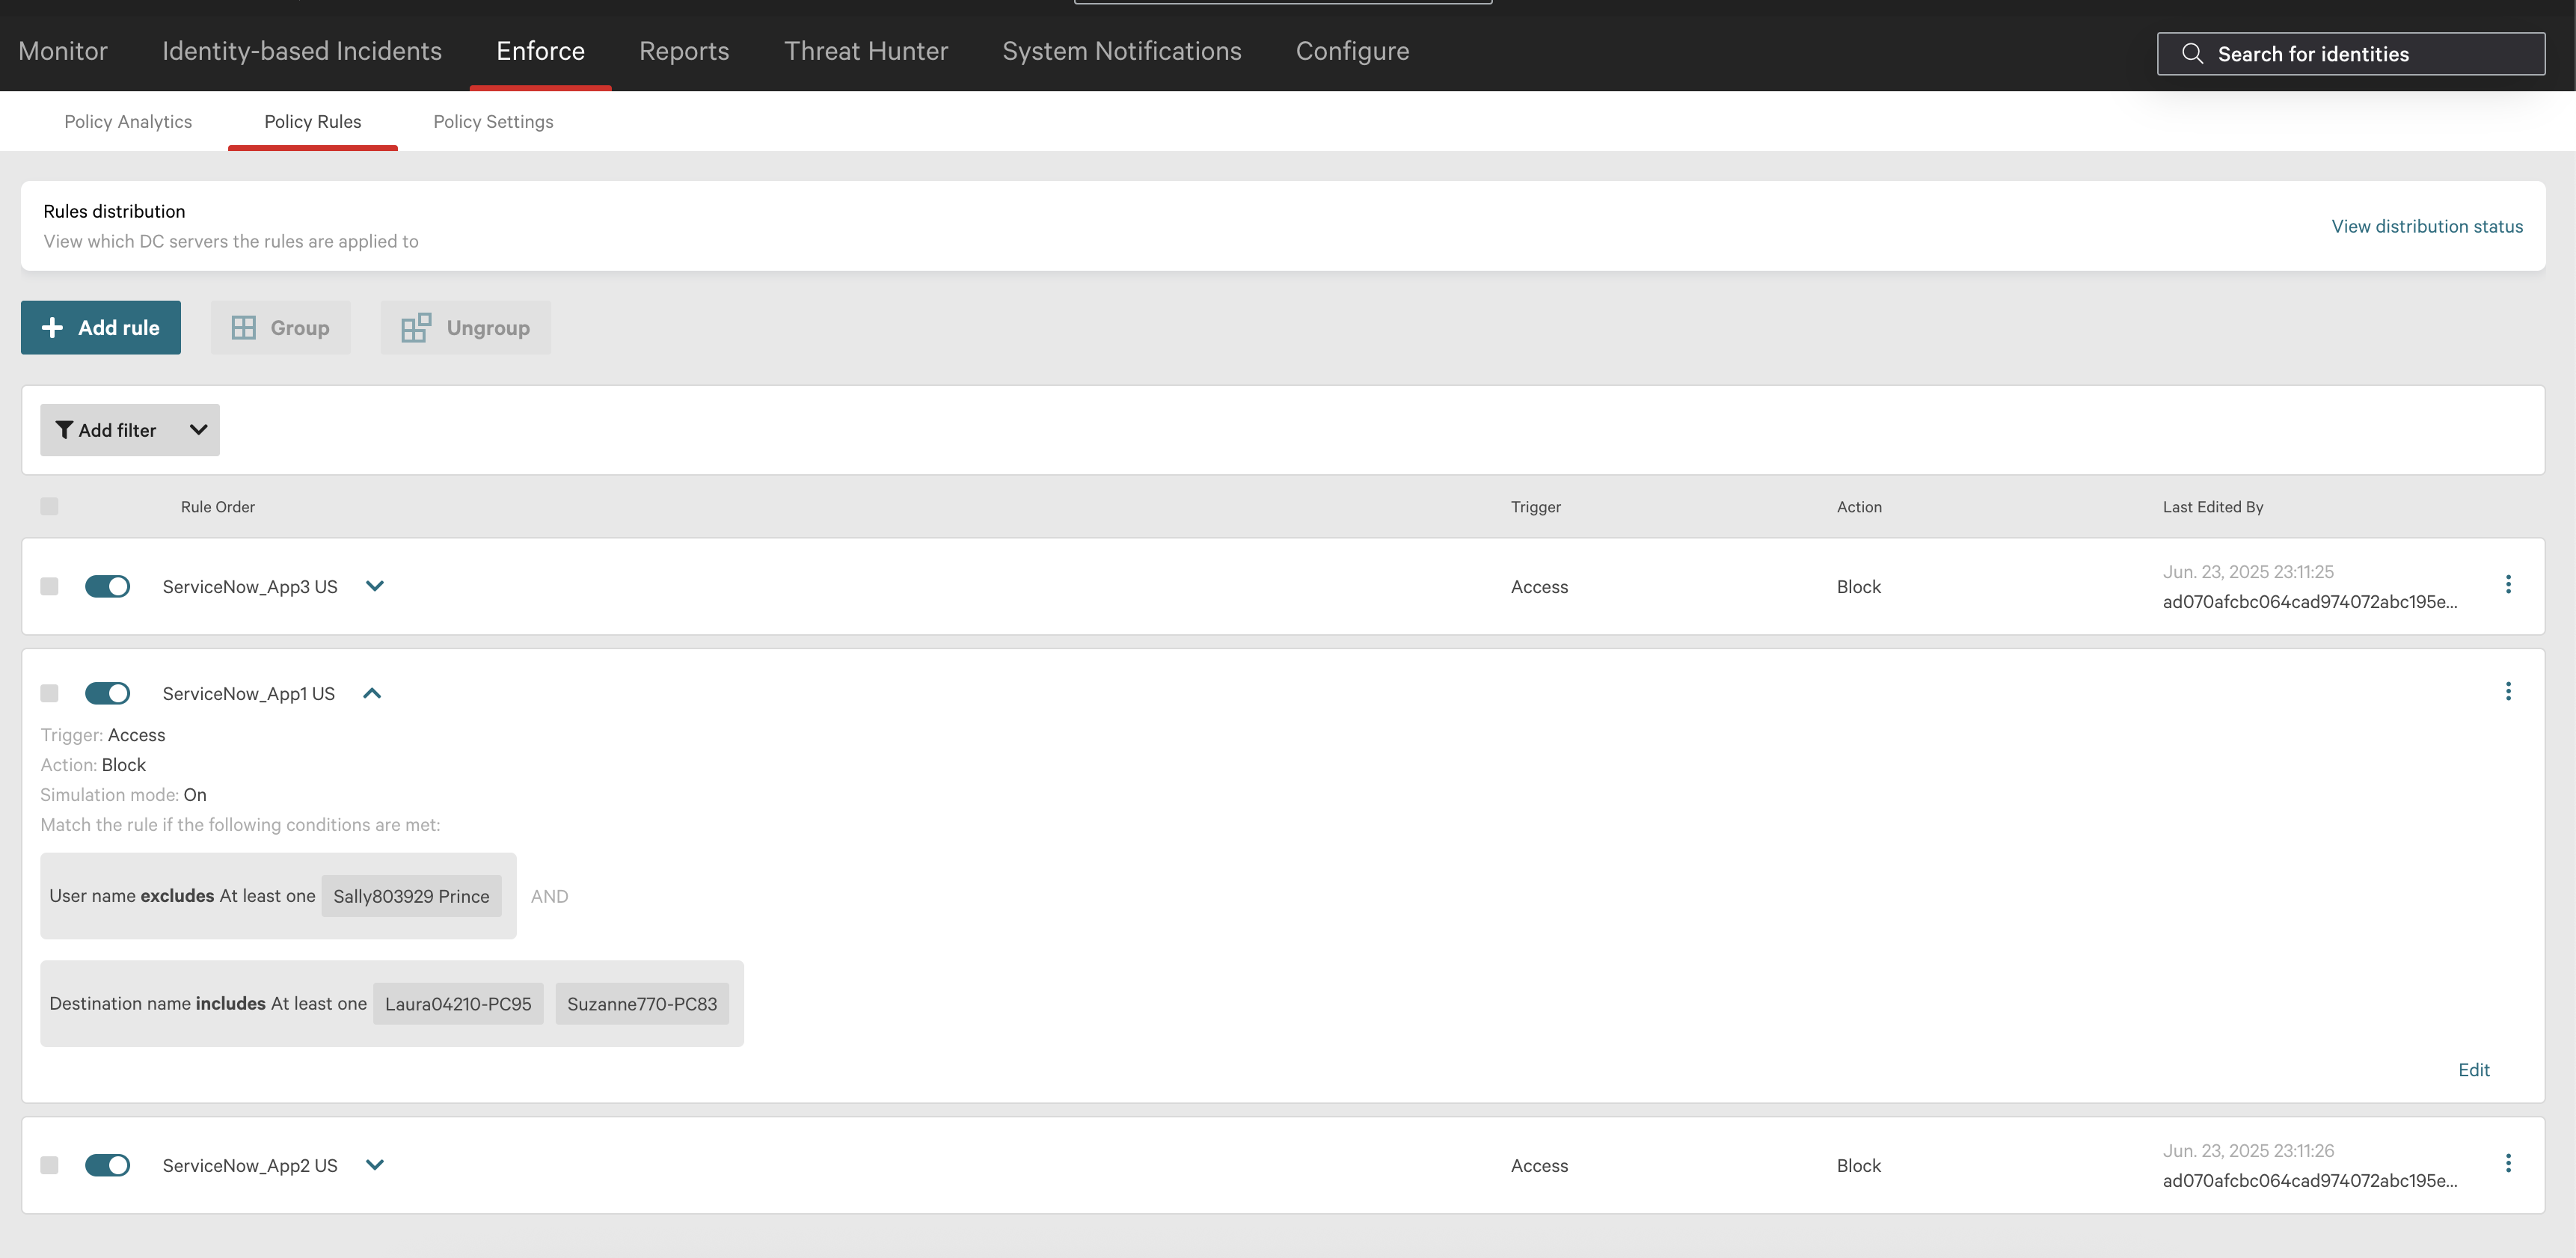 Monitor Identity-based Incidents Enforce Reports Threat Hunter System Notifications Configure Search for identities
Policy Analytics Policy Rules Policy Settings
Rules distribution
View which DC servers the rules are applied to
View distribution status
Add rule Group Ungroup
Add filter
Rule Order Trigger Action Last Edited By
ServiceNow_App3 US Access Block Jun. 23, 2025 23:11:25
ad070afcbc064cad974072abc195e...
ServiceNow_App1 US
Trigger: Access
Action: Block
Simulation mode: On
Match the rule if the following conditions are met:
User name excludes At least one Sally803929 Prince AND
Destination name includes At least one Laura04210-PC95 Suzanne770-PC83
Edit
ServiceNow_App2 US Access Block Jun. 23, 2025 23:11:26
ad070afcbc064cad974072abc195e...